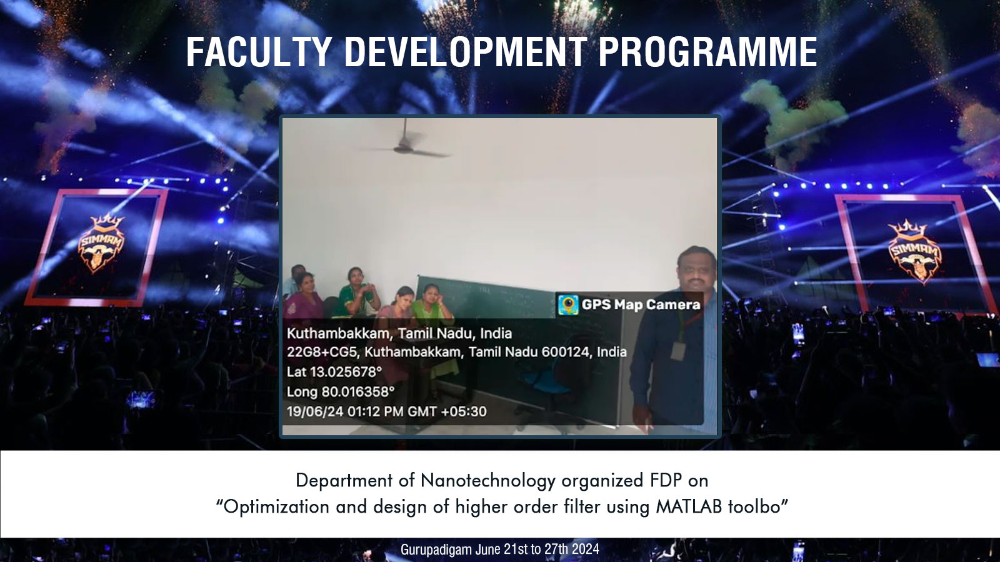 FACULTY DEVELOPMENT PROGRAMME
SIMMAM
SIMMAM
GPS Map Camera
Kuthambakkam, Tamil Nadu, India
22G8+CG5, Kuthambakkam, Tamil Nadu 600124, India
Lat 13.025678°
Long 80.016358°
19/06/24 01:12 PM GMT +05:30
Department of Nanotechnology organized FDP on
“Optimization and design of higher order filter using MATLAB toolbo”
Gurupadigam June 21st to 27th 2024